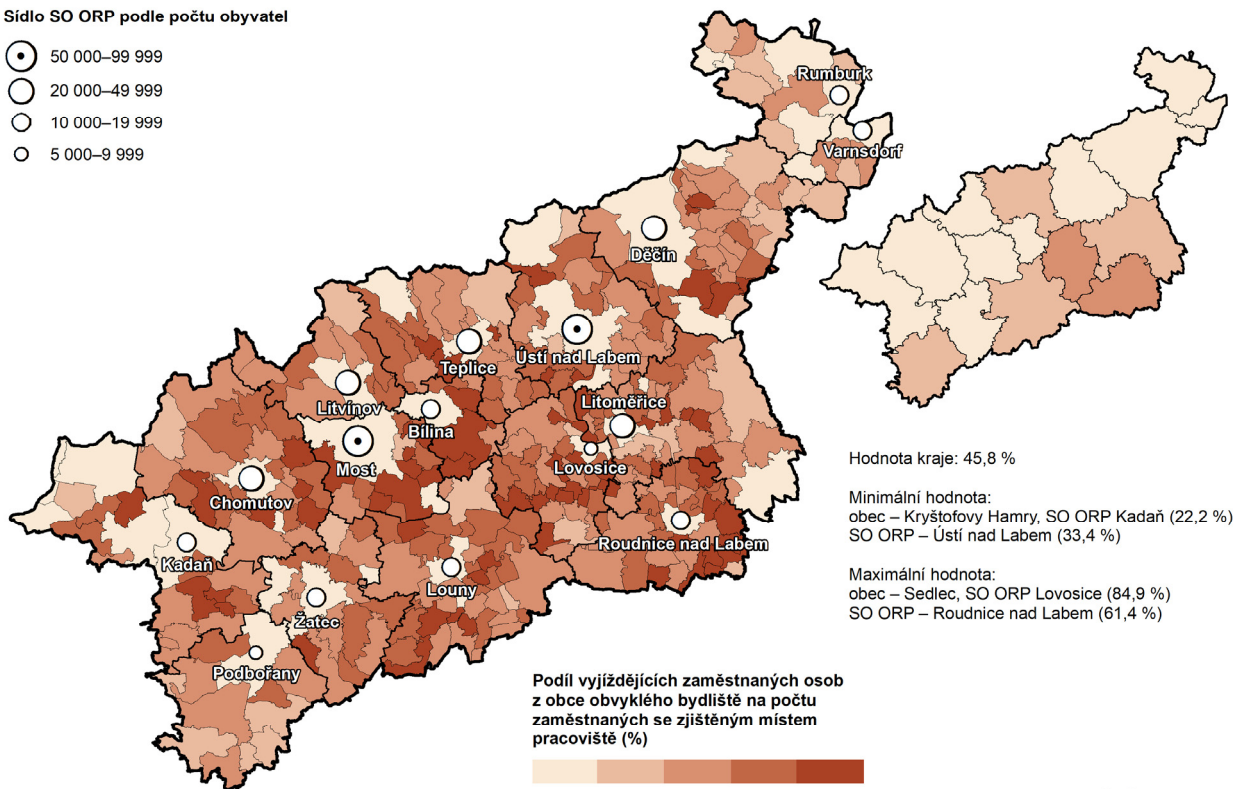 Sídlo SO ORP podle počtu obyvatel
50 000–99 999
20 000–49 999
10 000–19 999
5 000–9 999
Rumburk
Varnsdorf
Děčín
Ústí nad Labem
Teplice
Litvínov
Bílina
Litoměřice
Most
Lovosice
Chomutov
Roudnice nad Labem
Kadaň
Louny
Žatec
Podbořany
Hodnota kraje: 45,8 %
Minimální hodnota:
obec – Kryštofovy Hamry, SO ORP Kadaň (22,2 %)
SO ORP – Ústí nad Labem (33,4 %)
Maximální hodnota:
obec – Sedlec, SO ORP Lovosice (84,9 %)
SO ORP – Roudnice nad Labem (61,4 %)
Podíl vyjíždějících zaměstnaných osob
z obce obvyklého bydliště na počtu
zaměstnaných se zjištěným místem
pracoviště (%)